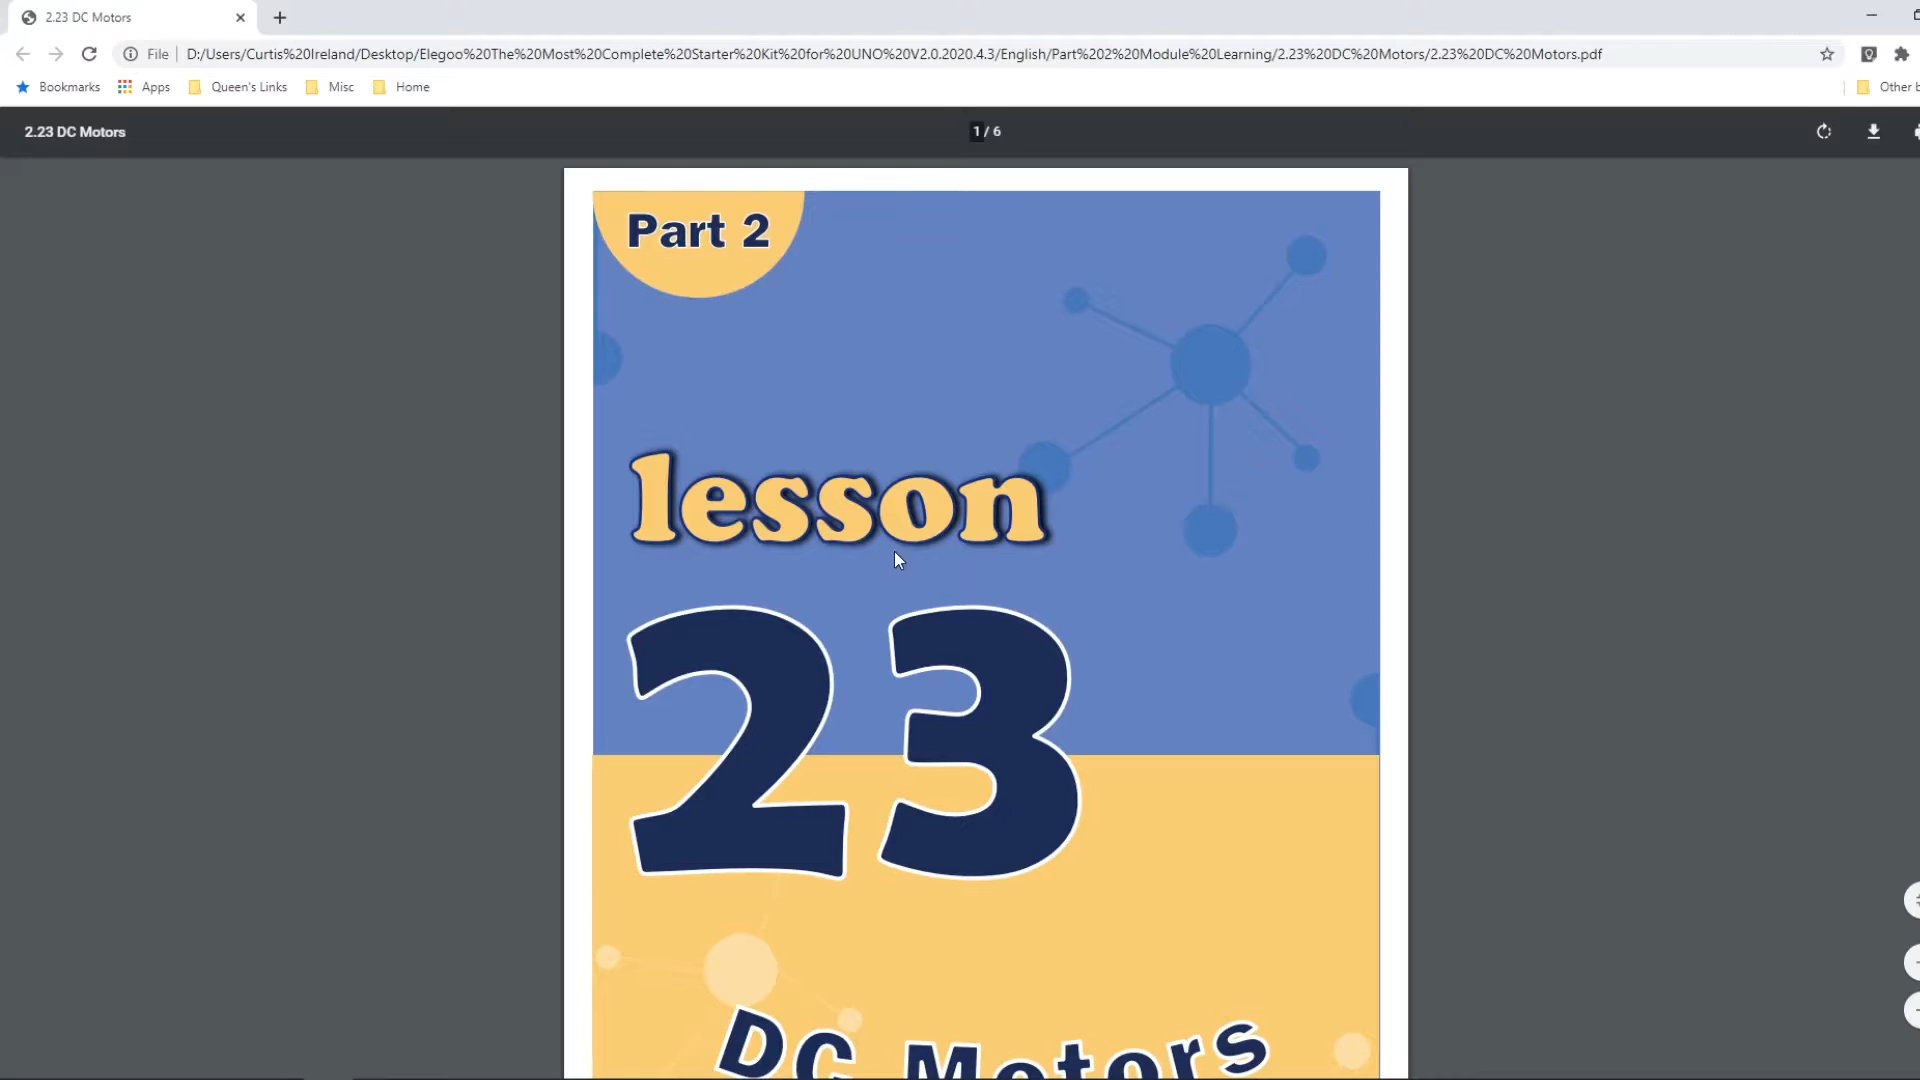 2.23 DC Motors
File
D:/Users/Curtis%20Ireland/Desktop/Elegoo%20The%20Most%20Complete%20Starter%20Kit%20for%20UNO%20V2.0.2020.4.3/English/Part%202%20Module%20Learning/2.23%20DC%20Motors/2.23%20DC%20Motors.pdf
Bookmarks Apps Queen's Links Misc Home Other b
2.23 DC Motors 1 / 6
Part 2
lesson
23
DC Motors